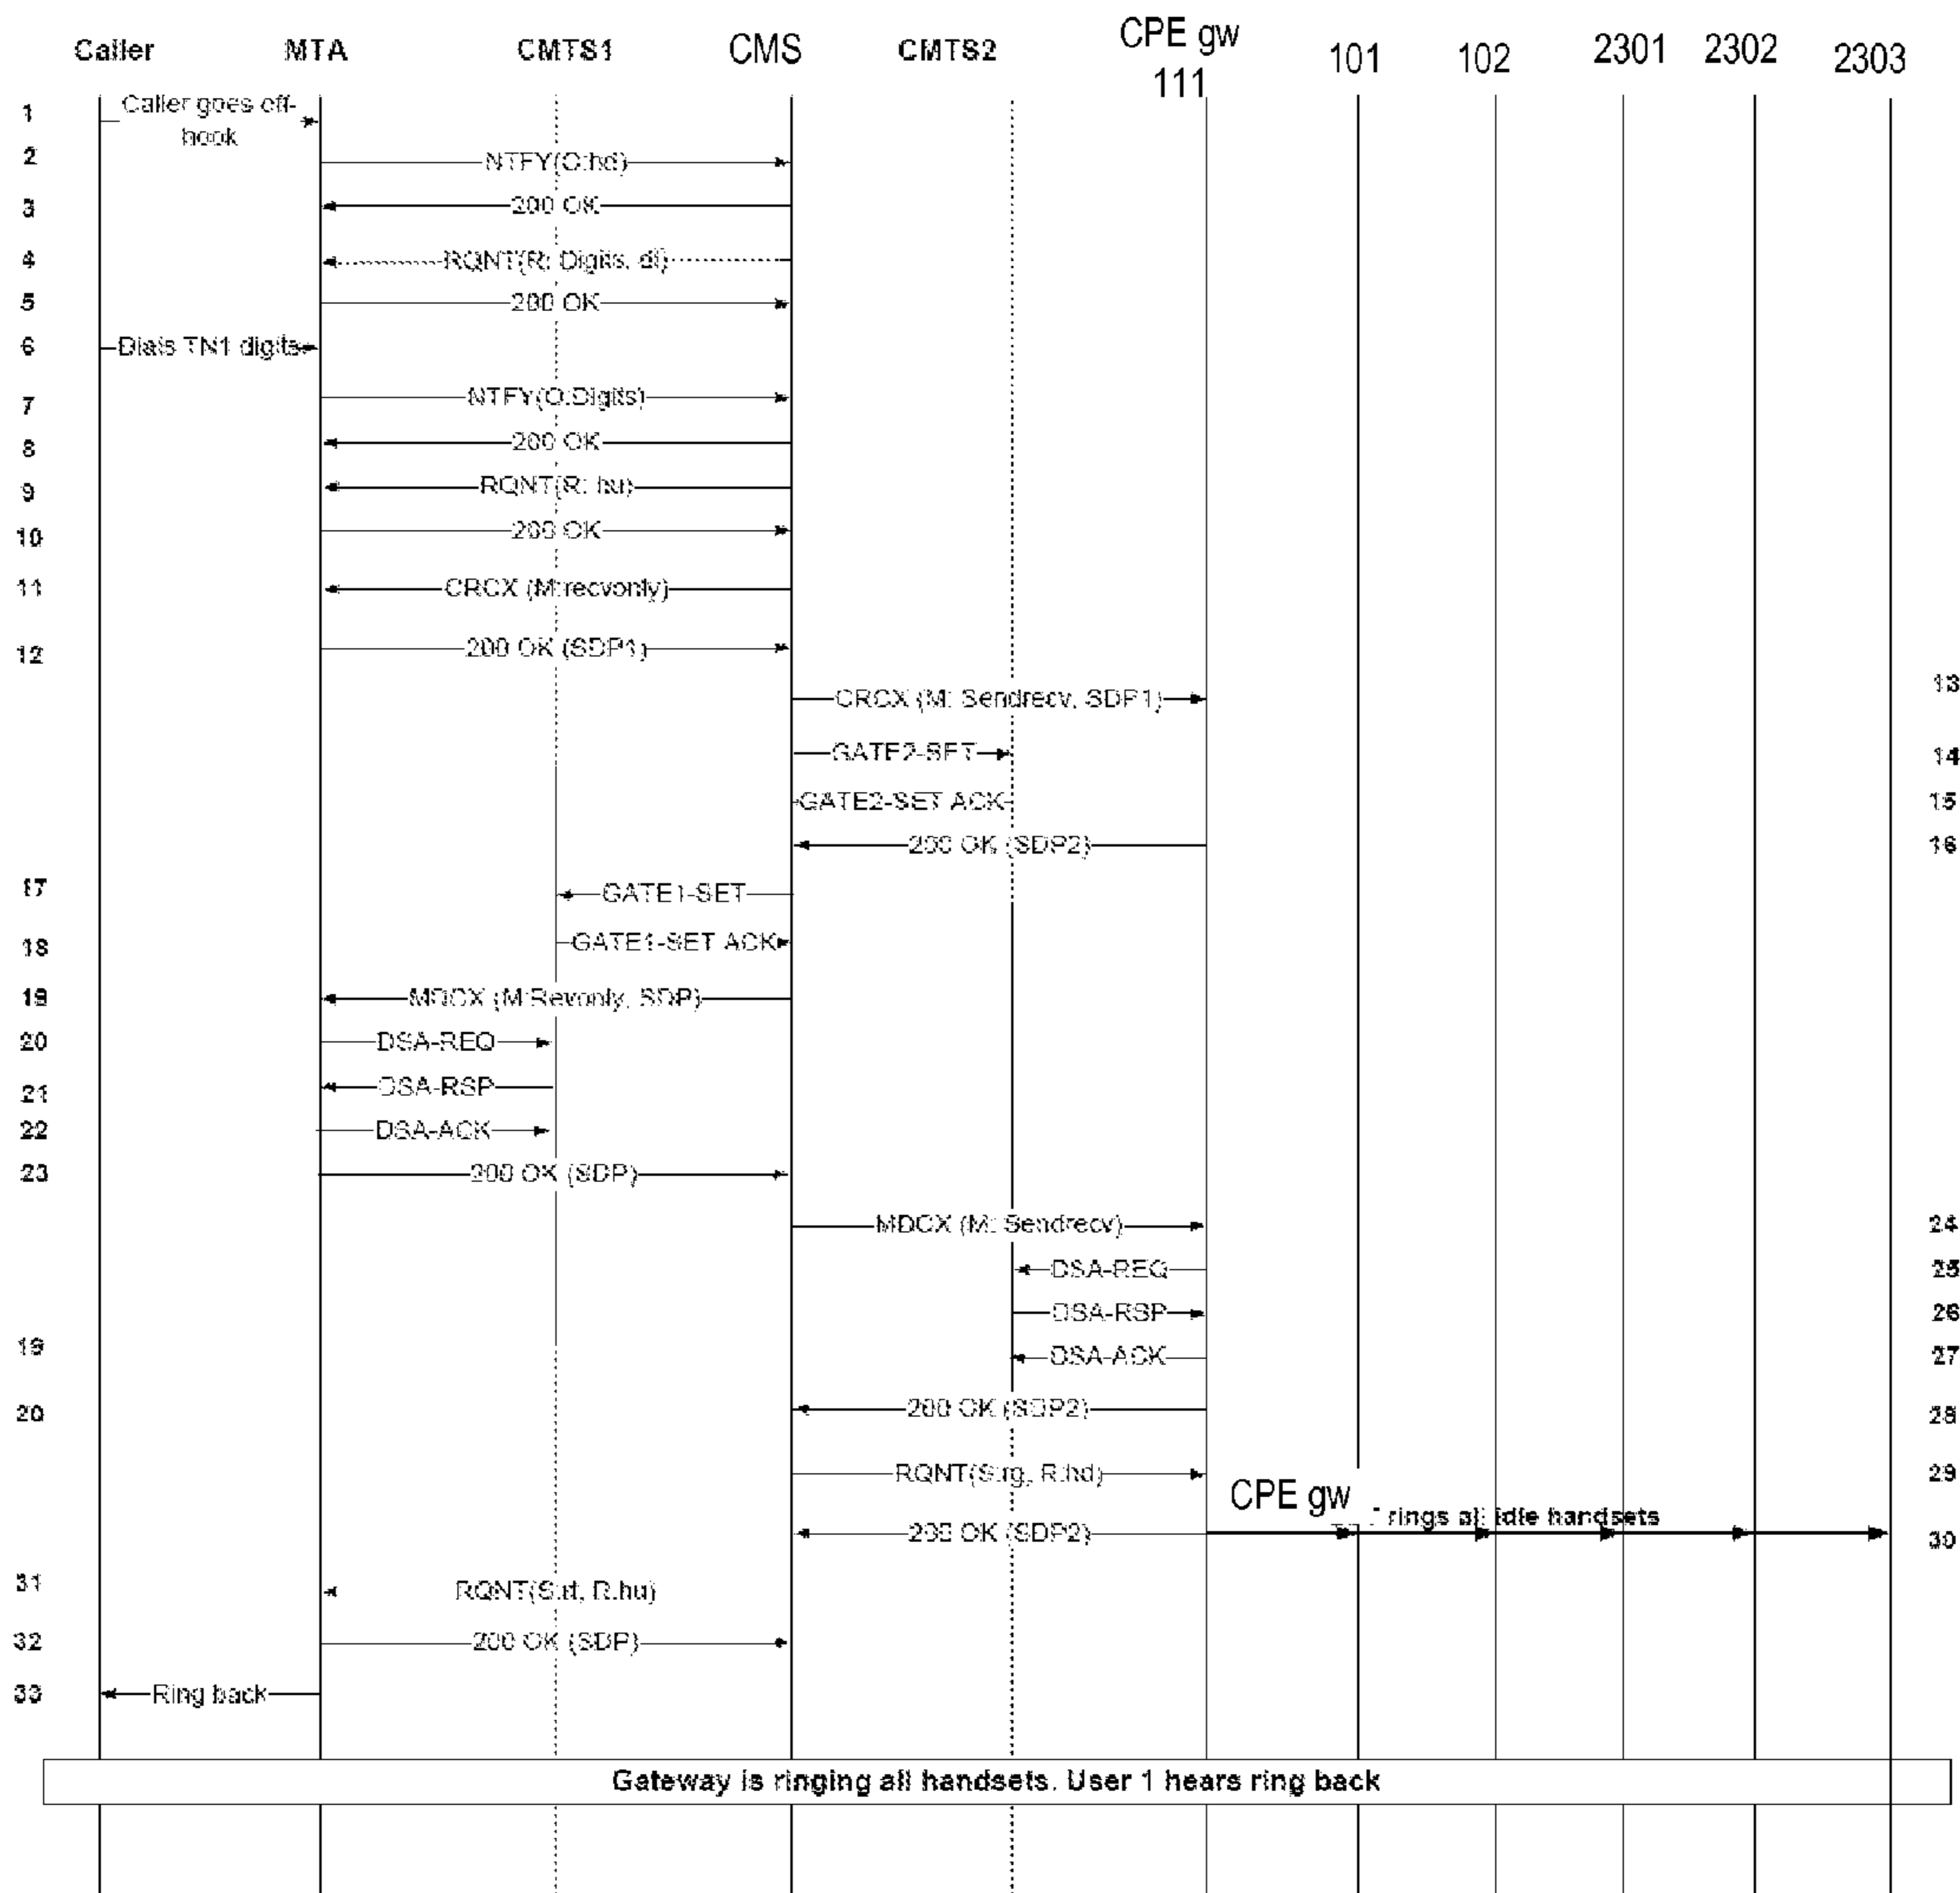 Caller MTA CMTS1 CMS CMTS2 CPE gw 111 101 102 2301 2302 2303
1 Caller goes off-
hook
2 NTFY(O:hd)
3 200 OK
4 RQNT(R: Digits, dl)
5 200 OK
6 Dials TN1 digits
7 NTFY(O:Digits)
8 200 OK
9 RQNT(R: hu)
10 200 OK
11 CRCX (M:recvonly)
12 200 OK (SDP1)
CRCX (M: Sendrecv, SDP1) 13
GATE2-SET 14
GATE2-SET ACK 15
200 OK (SDP2) 16
17 GATE1-SET
18 GATE1-SET ACK
19 MDCX (M:Revonly, SDP)
20 DSA-REQ
21 DSA-RSP
22 DSA-ACK
23 200 OK (SDP)
MDCX (M: Sendrecv) 24
DSA-REQ 25
DSA-RSP 26
19 DSA-ACK 27
20 200 OK (SDP2) 28
RQNT(S:rg, R:hd) 29
CPE gw rings all idle handsets
200 OK (SDP2) 30
31 RQNT(S:rt, R:hu)
32 200 OK (SDP)
33 Ring back
Gateway is ringing all handsets. User 1 hears ring back